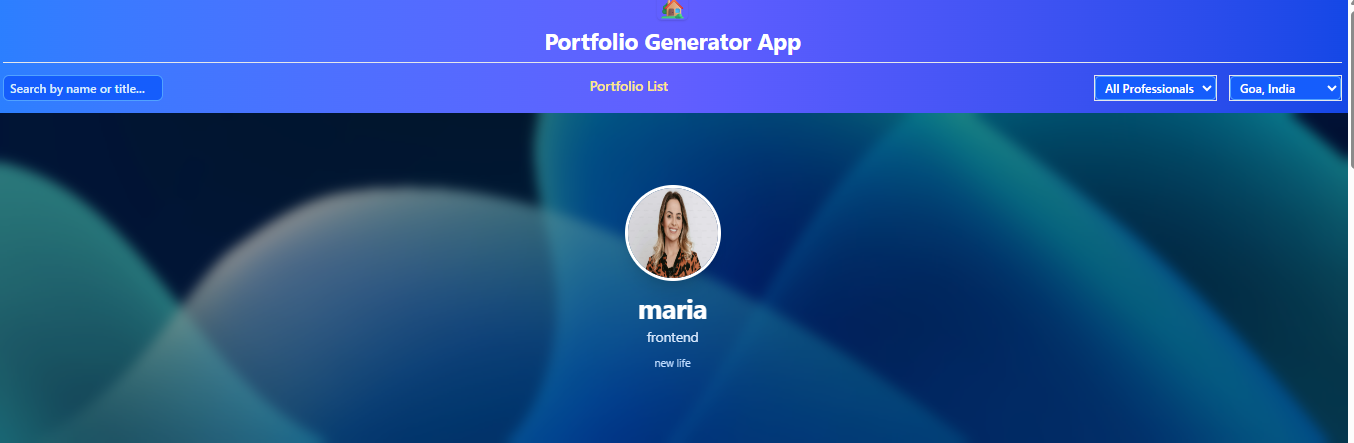 Portfolio Generator App
Search by name or title...
Portfolio List
All Professionals
Goa, India
maria
frontend
new life